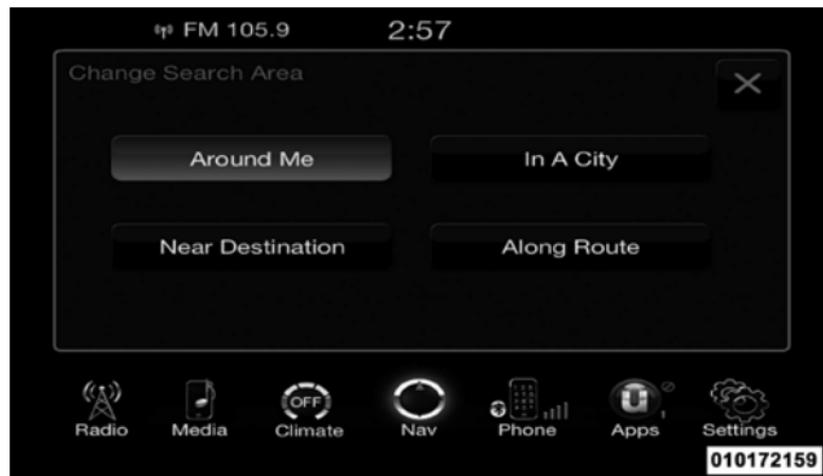 FM 105.9 2:57
Change Search Area
Around Me In A City
Near Destination Along Route
OFF U
Radio Media Climate Nav Phone Apps Settings
010172159